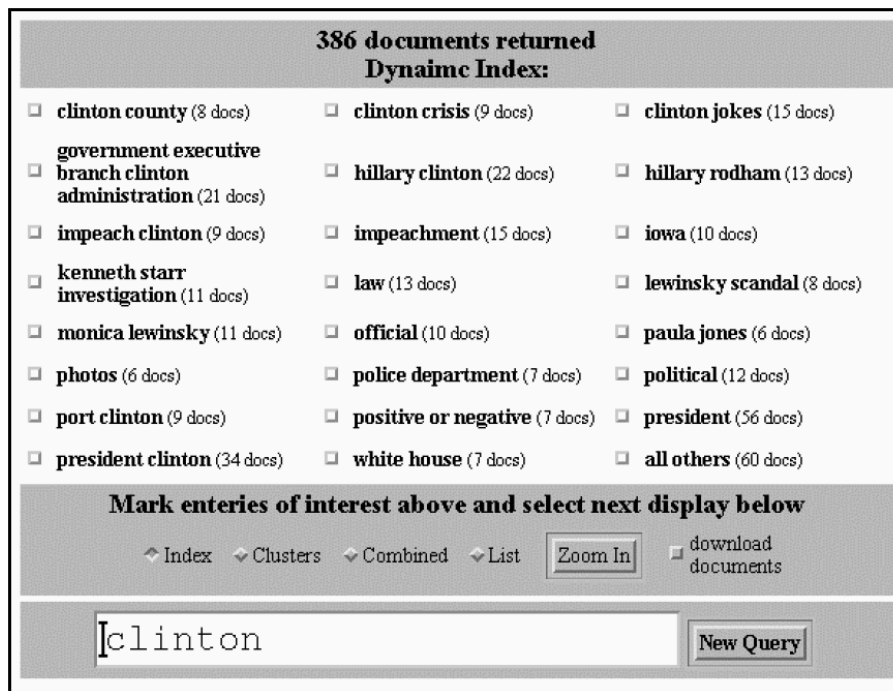 386 documents returned
Dynaimc Index:
clinton county (8 docs)
clinton crisis (9 docs)
clinton jokes (15 docs)
government executive
branch clinton
administration (21 docs)
hillary clinton (22 docs)
hillary rodham (13 docs)
impeach clinton (9 docs)
impeachment (15 docs)
iowa (10 docs)
kenneth starr
investigation (11 docs)
law (13 docs)
lewinsky scandal (8 docs)
monica lewinsky (11 docs)
official (10 docs)
paula jones (6 docs)
photos (6 docs)
police department (7 docs)
political (12 docs)
port clinton (9 docs)
positive or negative (7 docs)
president (56 docs)
president clinton (34 docs)
white house (7 docs)
all others (60 docs)
Mark enteries of interest above and select next display below
Index Clusters Combined List Zoom In download
documents
clinton New Query